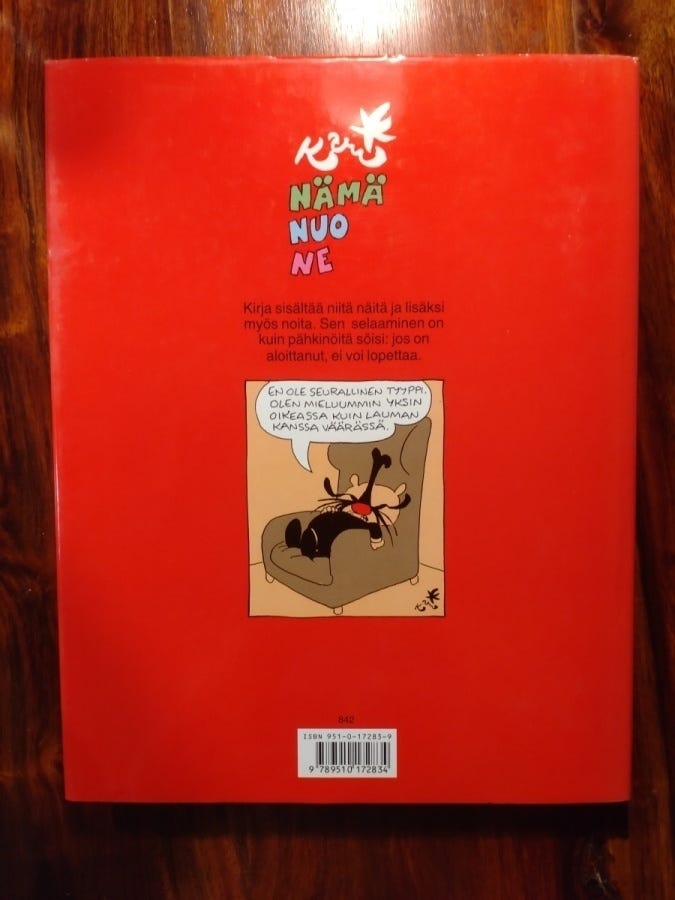 Kari
NÄMÄ
NUO
NE
Kirja sisältää niitä näitä ja lisäksi
myös noita. Sen selaaminen on
kuin pähkinöitä söisi: jos on
aloittanut, ei voi lopettaa.
EN OLE SEURALLINEN TYYPPI.
OLEN MIELUUMMIN YKSIN
OIKEASSA KUIN LAUMAN
KANSSA VÄÄRÄSSÄ.
Kari
842
ISBN 951-0-17283-9
9 789510 172834